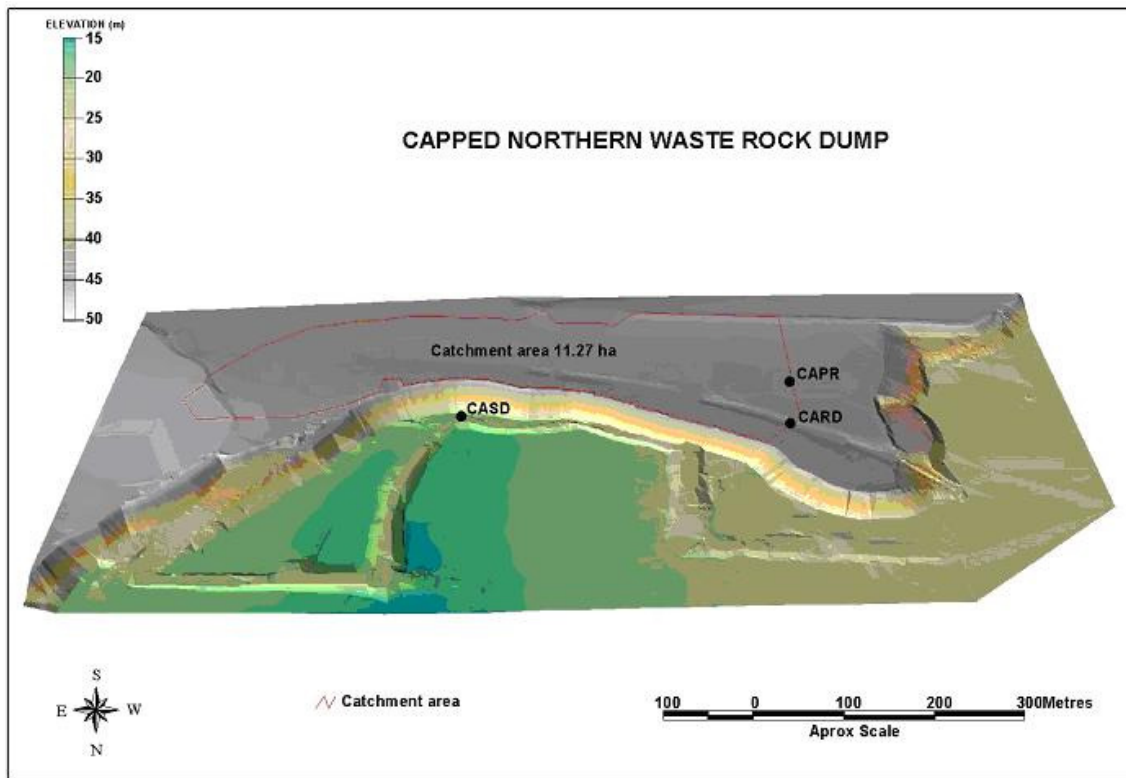 ELEVATION (m)
15
20
25
30
35
40
45
50
CAPPED NORTHERN WASTE ROCK DUMP
Catchment area 11.27 ha
CAPR
CASD
CARD
S
E W
N
Catchment area
100 0 100 200 300Metres
Aprox Scale